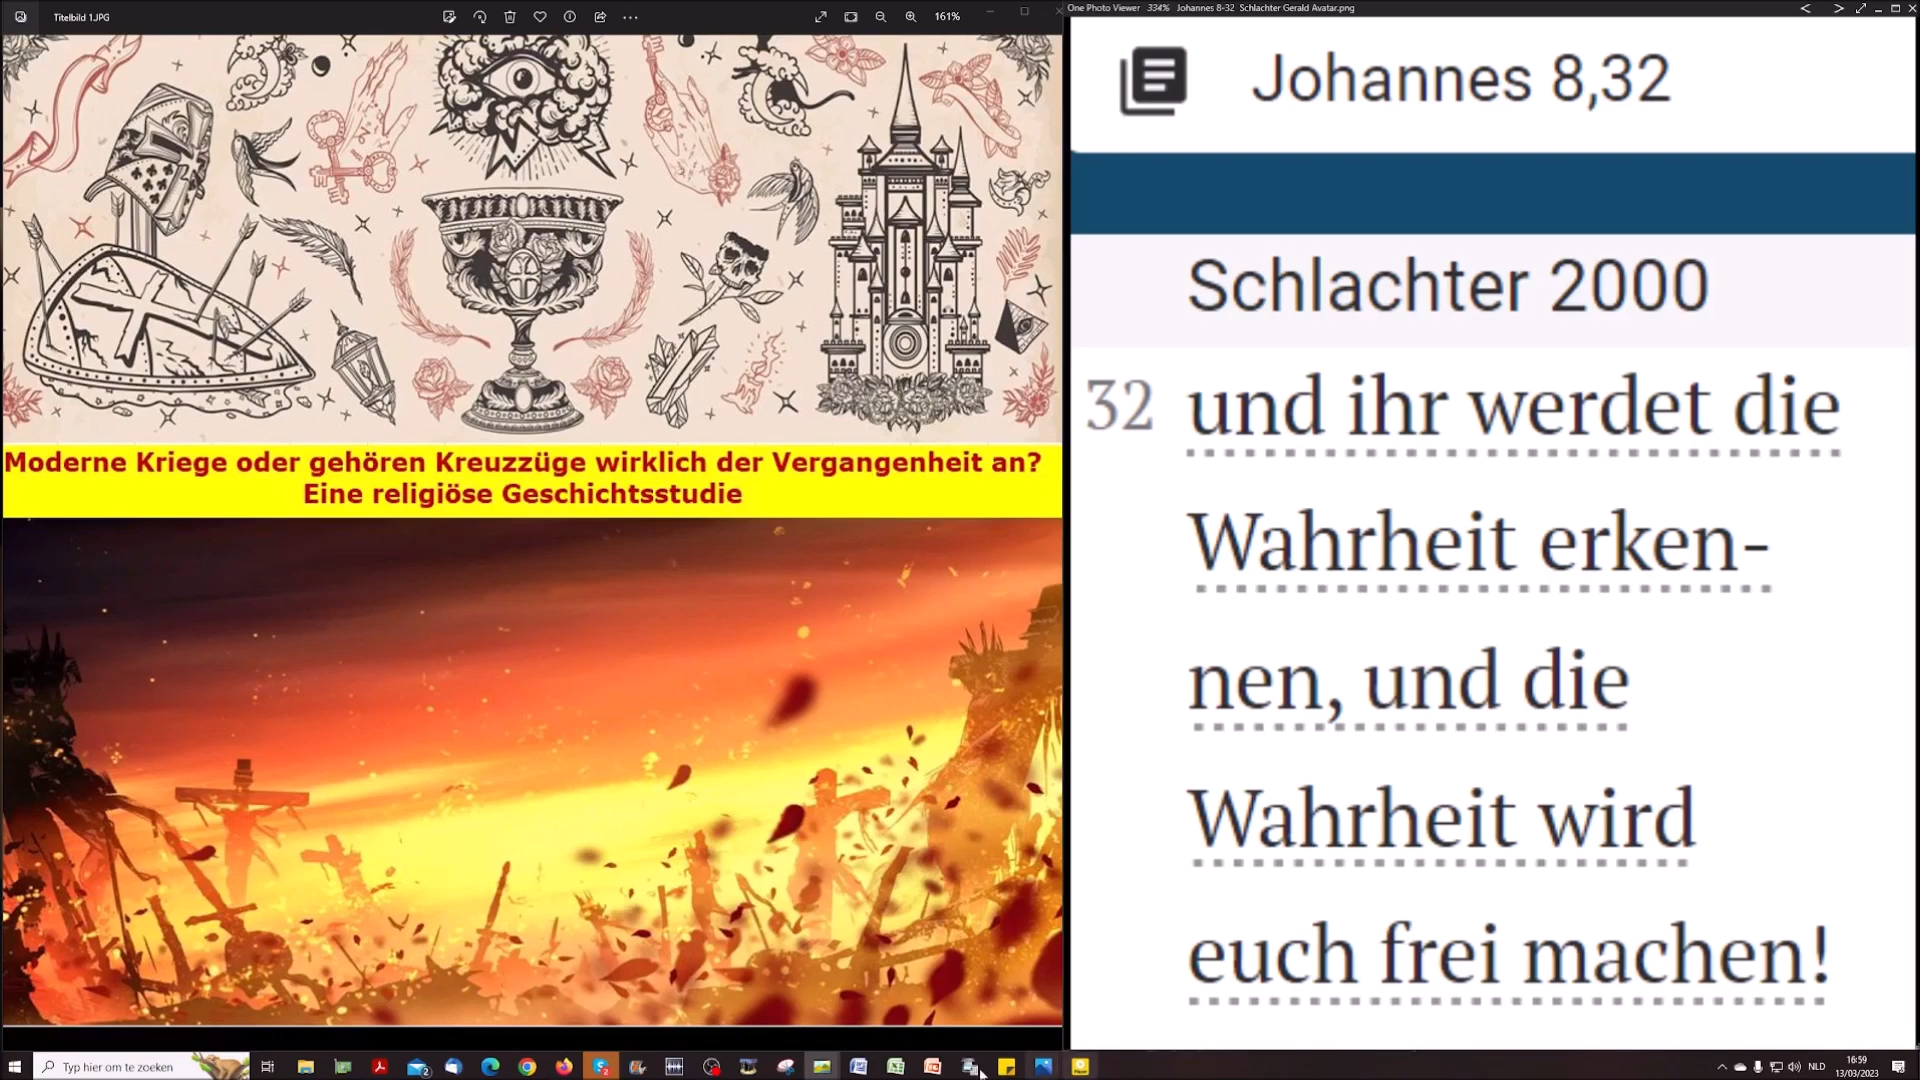 Titelbild 1.JPG
161%
One Photo Viewer 334% Johannes 8-32 Schlachter Gerald Avatar.png
Johannes 8,32
Schlachter 2000
32 und ihr werdet die
Wahrheit erken-
nen, und die
Wahrheit wird
euch frei machen!
Moderne Kriege oder gehören Kreuzzüge wirklich der Vergangenheit an?
Eine religiöse Geschichtsstudie
Typ hier om te zoeken
NLD
16:59
13/03/2023